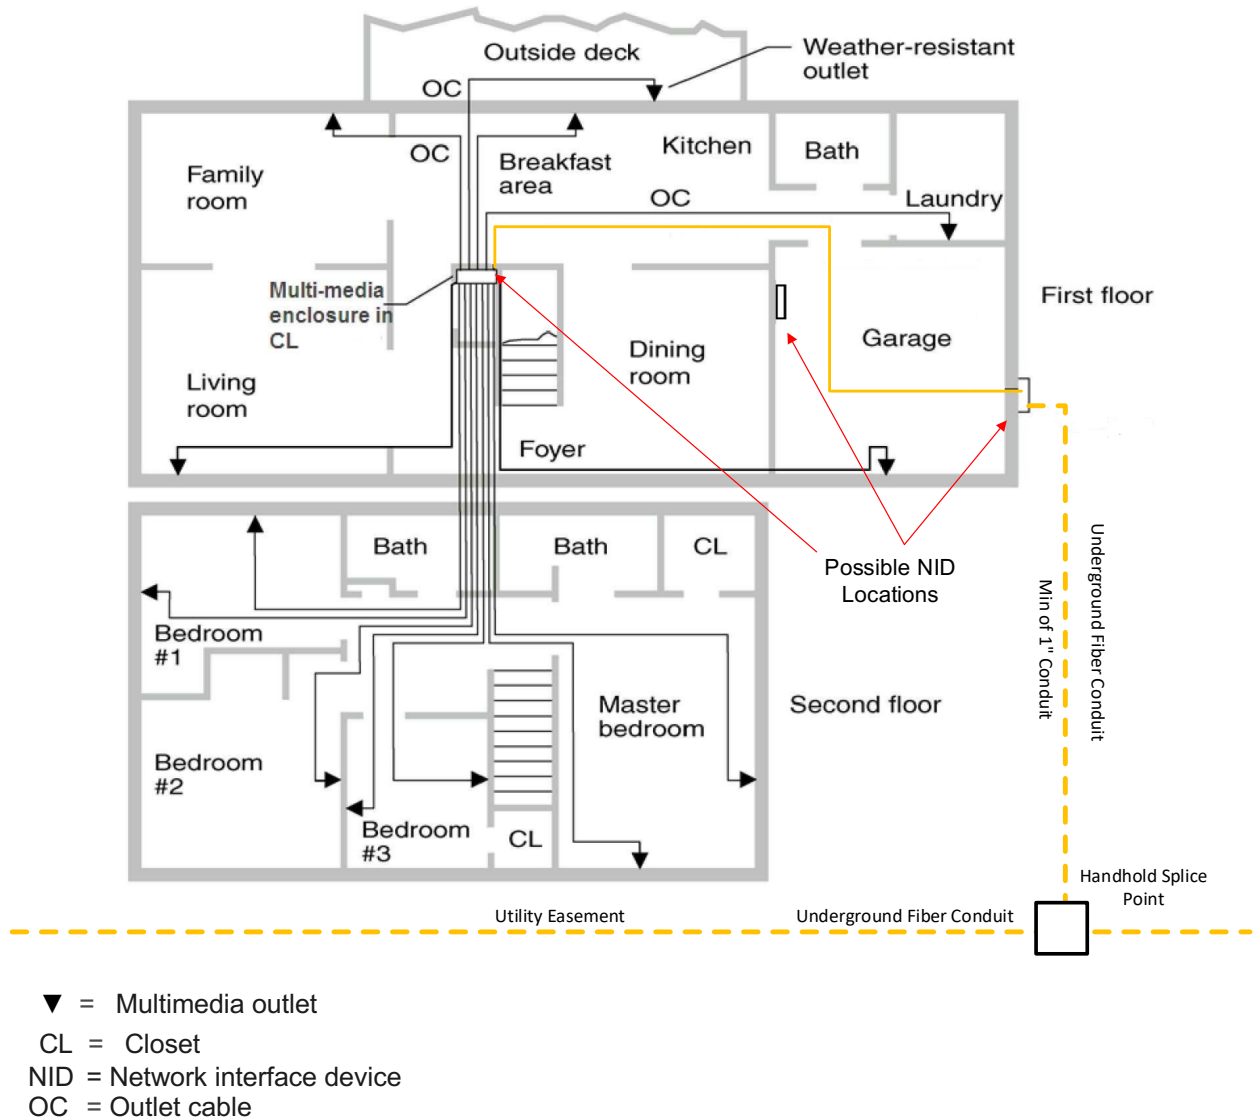 Outside deck
Weather-resistant
outlet
OC
OC
Family
room
Breakfast
area
Kitchen
Bath
OC
Laundry
Multi-media
enclosure in
CL
First floor
Garage
Dining
room
Living
room
Foyer
Bath
Bath
CL
Possible NID
Locations
Underground Fiber Conduit
Min of 1" Conduit
Bedroom
#1
Master
bedroom
Second floor
Bedroom
#2
Bedroom
#3
CL
Handhold Splice
Point
Utility Easement
Underground Fiber Conduit
▼ = Multimedia outlet
CL = Closet
NID = Network interface device
OC = Outlet cable